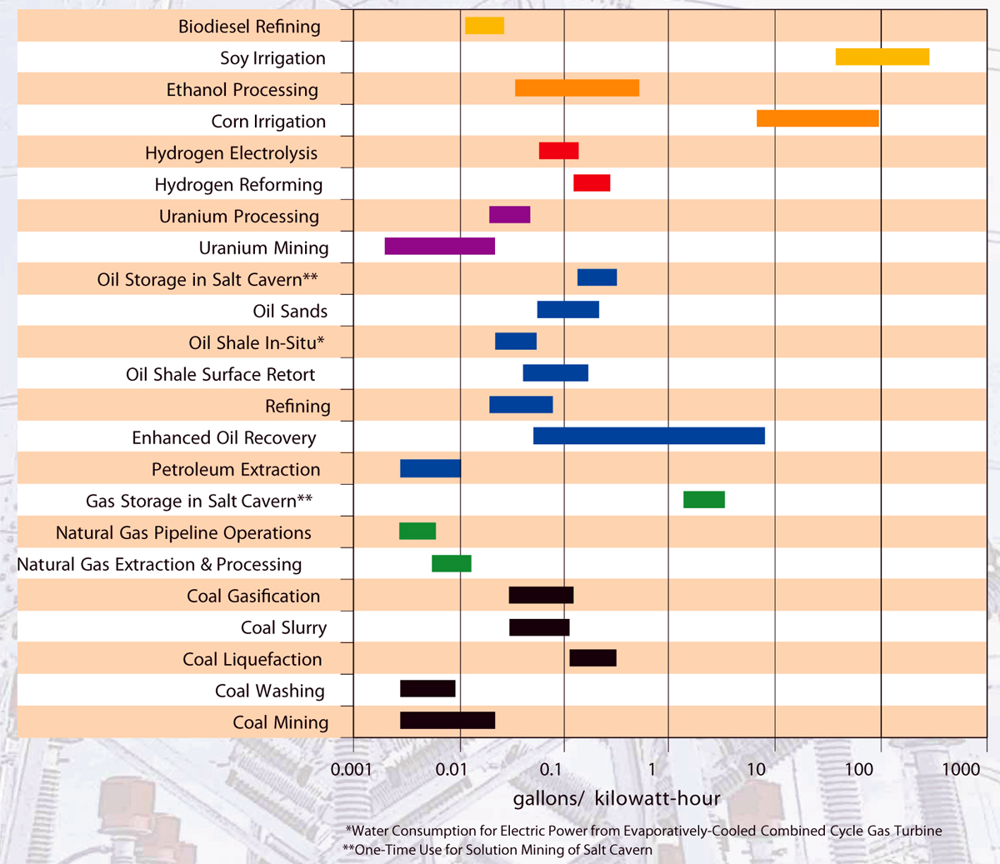 Biodiesel Refining
Soy Irrigation
Ethanol Processing
Corn Irrigation
Hydrogen Electrolysis
Hydrogen Reforming
Uranium Processing
Uranium Mining
Oil Storage in Salt Cavern**
Oil Sands
Oil Shale In-Situ*
Oil Shale Surface Retort
Refining
Enhanced Oil Recovery
Petroleum Extraction
Gas Storage in Salt Cavern**
Natural Gas Pipeline Operations
Natural Gas Extraction & Processing
Coal Gasification
Coal Slurry
Coal Liquefaction
Coal Washing
Coal Mining
0.001 0.01 0.1 1 10 100 1000
gallons/ kilowatt-hour
*Water Consumption for Electric Power from Evaporatively-Cooled Combined Cycle Gas Turbine
**One-Time Use for Solution Mining of Salt Cavern